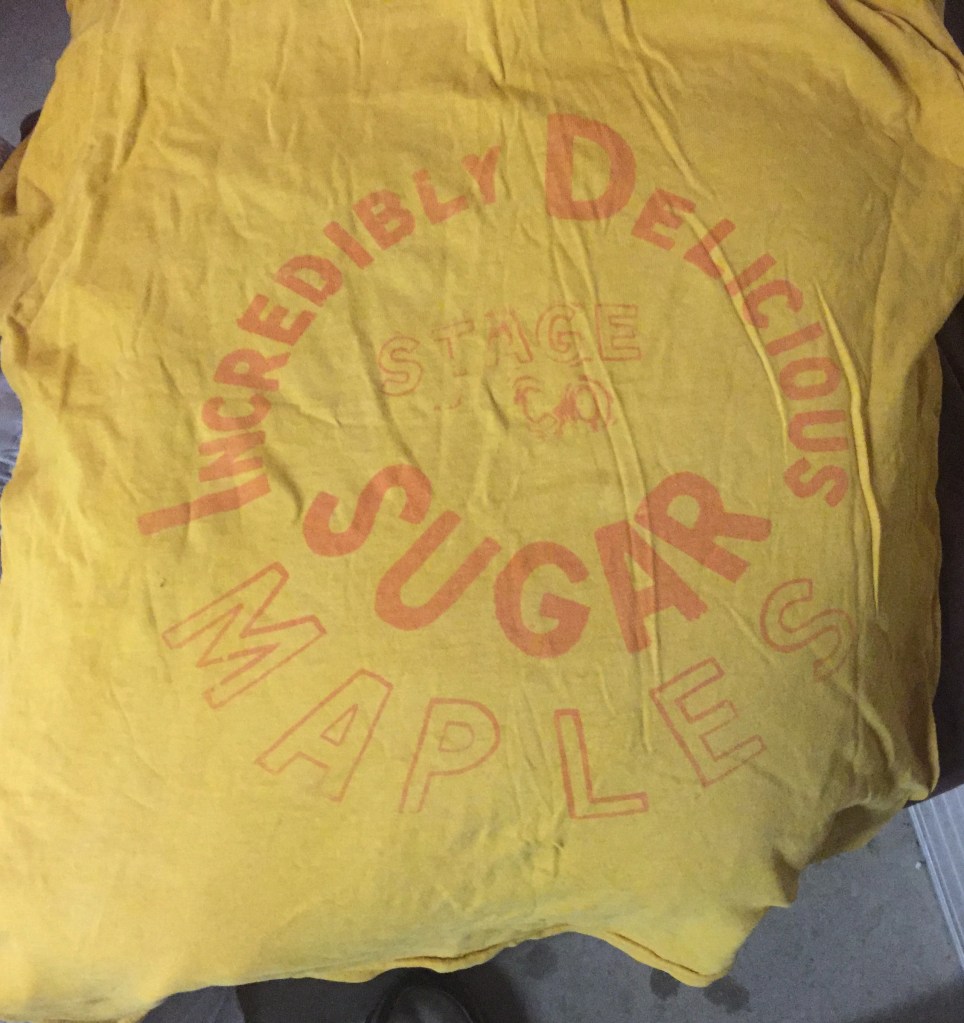 INCREDIBLY DELICIOUS
STAGE
CO
SUGAR
MAPLES